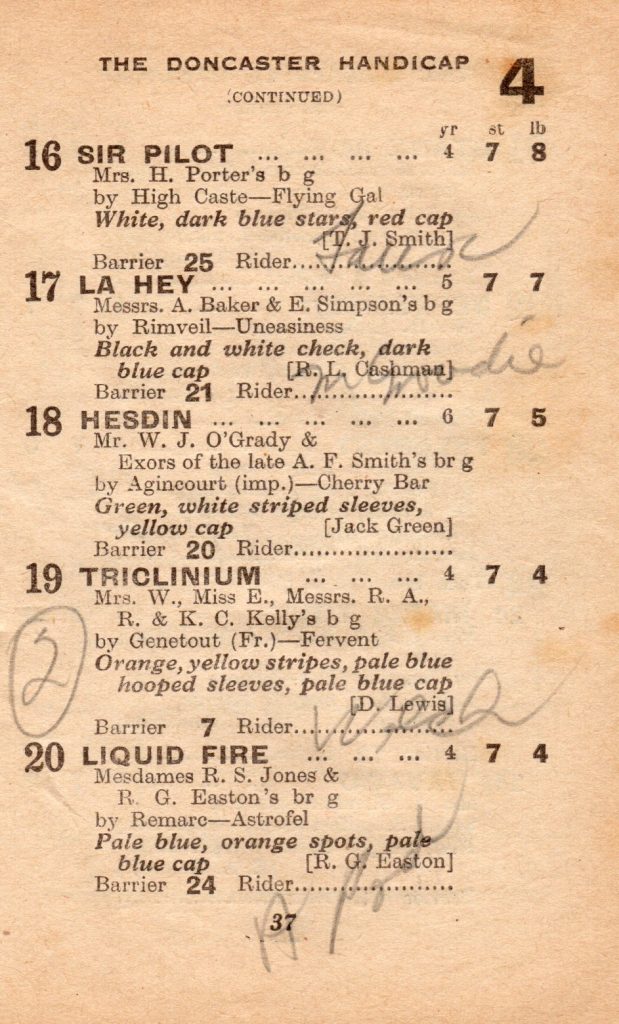 THE DONCASTER HANDICAP 4
(CONTINUED)
yr st lb
16 SIR PILOT ... ... ... ... 4 7 8
Mrs. H. Porter's b g
by High Caste—Flying Gal
White, dark blue stars, red cap
[T. J. Smith]
Barrier 25 Rider....................
17 LA HEY ... ... ... ... ... 5 7 7
Messrs. A. Baker & E. Simpson's b g
by Rimveil—Uneasiness
Black and white check, dark
blue cap [R. L. Cashman]
Barrier 21 Rider....................
18 HESDIN ... ... ... ... ... 6 7 5
Mr. W. J. O'Grady &
Exors of the late A. F. Smith's br g
by Agincourt (imp.)—Cherry Bar
Green, white striped sleeves,
yellow cap [Jack Green]
Barrier 20 Rider....................
19 TRICLINIUM ... ... ... 4 7 4
Mrs. W., Miss E., Messrs. R. A.,
R. & K. C. Kelly's b g
2
by Genetout (Fr.)—Fervent
Orange, yellow stripes, pale blue
hooped sleeves, pale blue cap
[D. Lewis]
Barrier 7 Rider....................
20 LIQUID FIRE ... ... ... 4 7 4
Mesdames R. S. Jones &
R. G. Easton's br g
by Remarc—Astrofel
Pale blue, orange spots, pale
blue cap [R. G. Easton]
Barrier 24 Rider....................
37